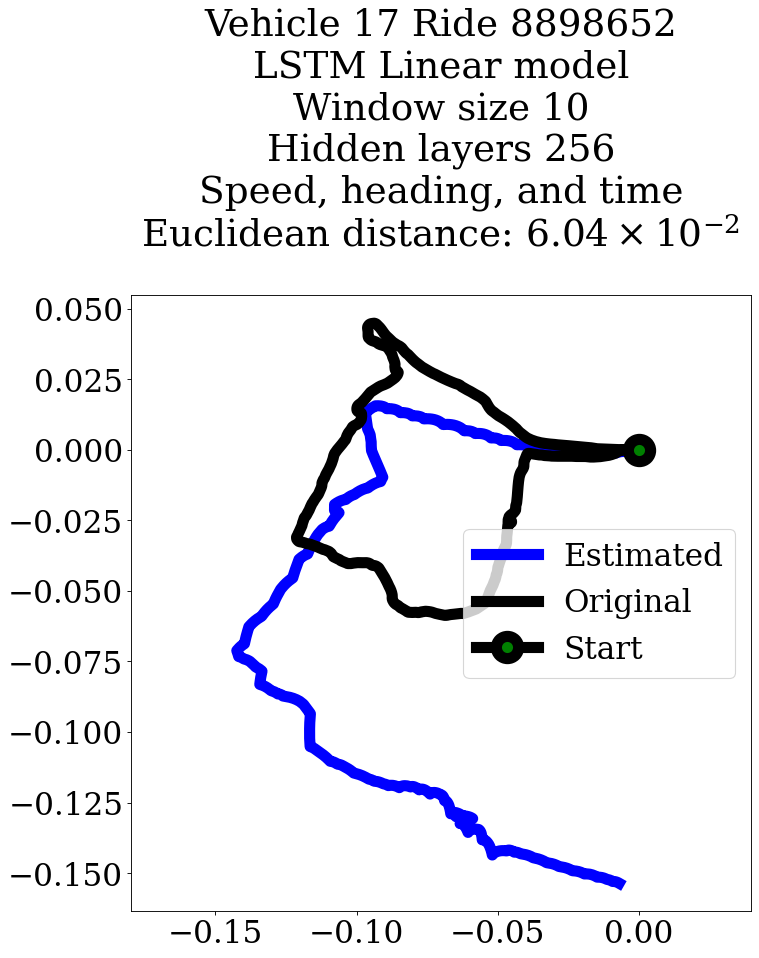 Vehicle 17 Ride 8898652
LSTM Linear model
Window size 10
Hidden layers 256
Speed, heading, and time
Euclidean distance: 6.04 × 10⁻²
0.050
0.025
0.000
−0.025
−0.050
−0.075
−0.100
−0.125
−0.150
Estimated
Original
Start
−0.15 −0.10 −0.05 0.00